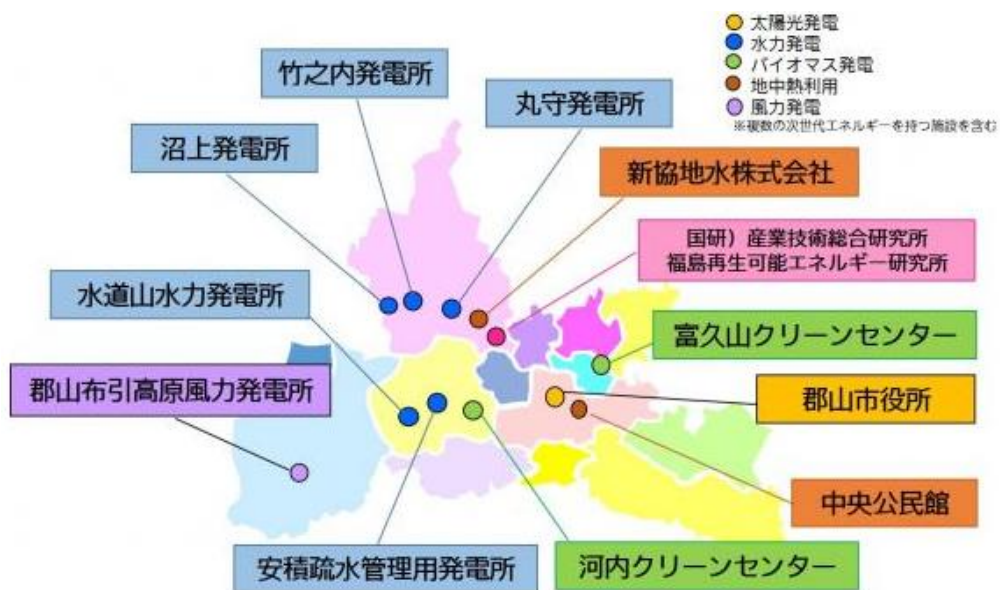 太陽光発電
水力発電
バイオマス発電
地中熱利用
風力発電
※複数の次世代エネルギーを持つ施設を含む
竹之内発電所
丸守発電所
沼上発電所
新協地水株式会社
国研）産業技術総合研究所
福島再生可能エネルギー研究所
水道山水力発電所
富久山クリーンセンター
郡山布引高原風力発電所
郡山市役所
中央公民館
安積疏水管理用発電所
河内クリーンセンター